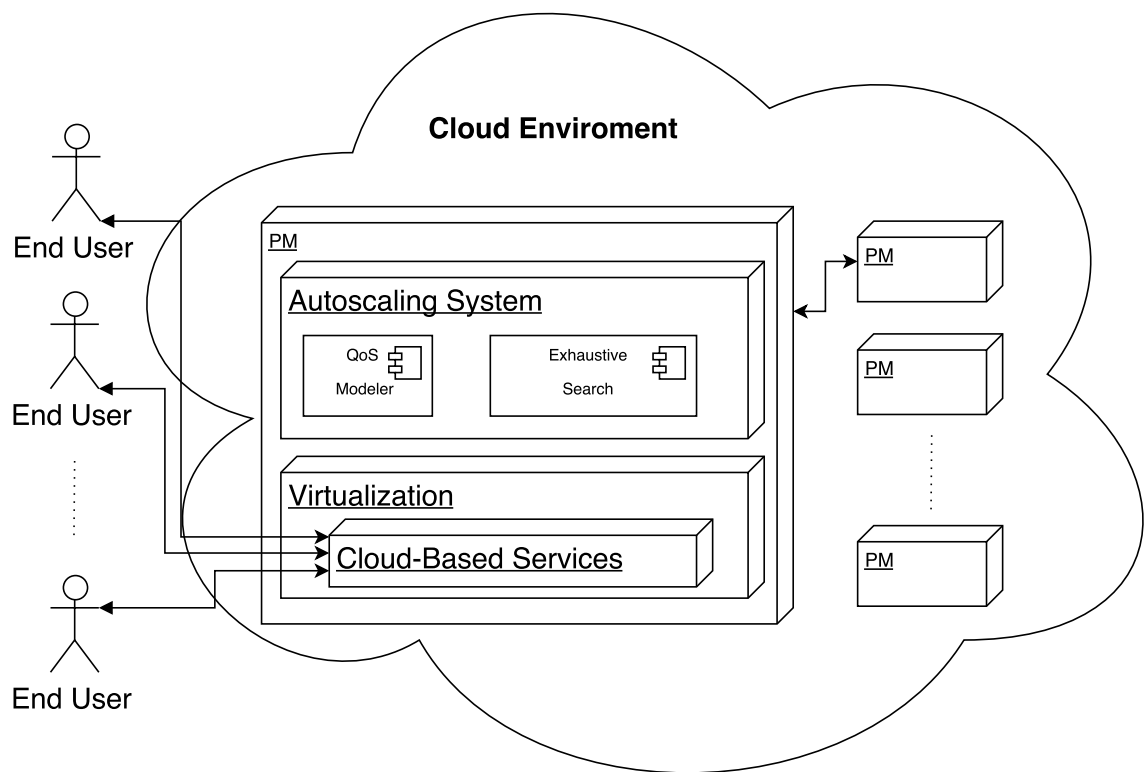 Cloud Enviroment
End User
End User
End User
PM
Autoscaling System
QoS
Modeler
Exhaustive
Search
Virtualization
Cloud-Based Services
PM
PM
PM